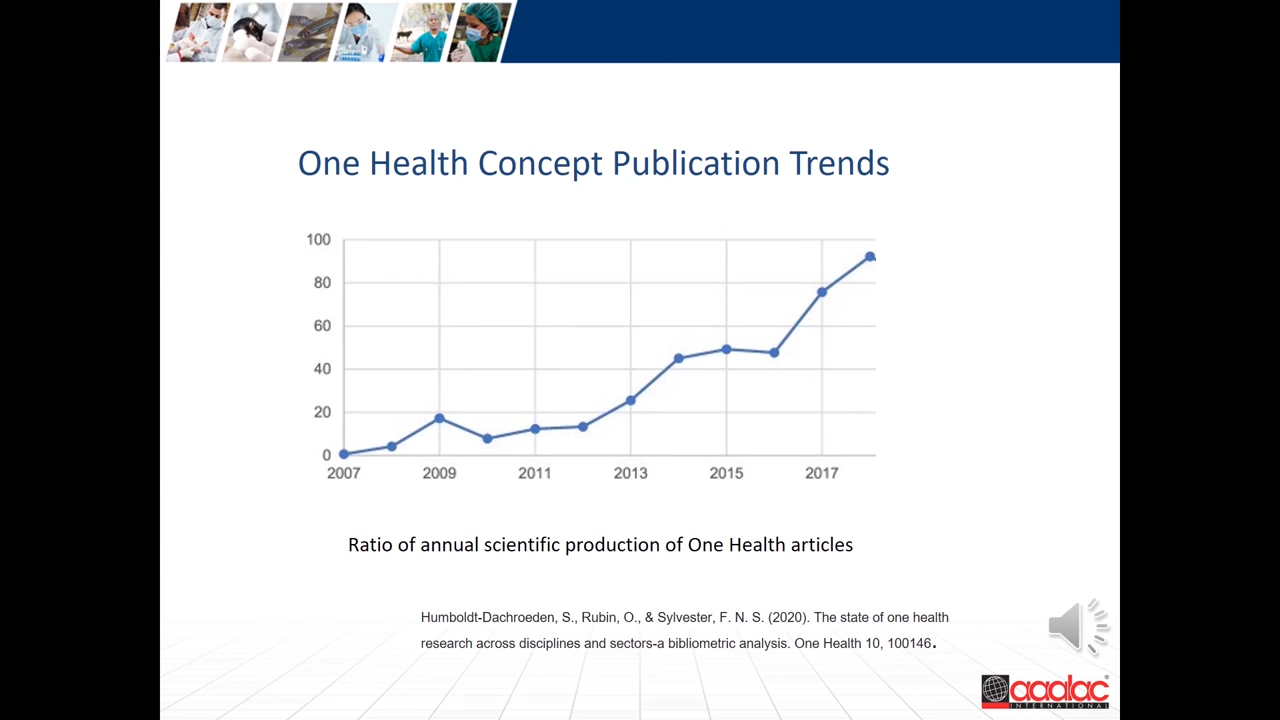 One Health Concept Publication Trends
100
80
60
40
20
0
2007 2009 2011 2013 2015 2017
Ratio of annual scientific production of One Health articles
Humboldt-Dachroeden, S., Rubin, O., & Sylvester, F. N. S. (2020). The state of one health
research across disciplines and sectors-a bibliometric analysis. One Health 10, 100146.
aaalac®
INTERNATIONAL